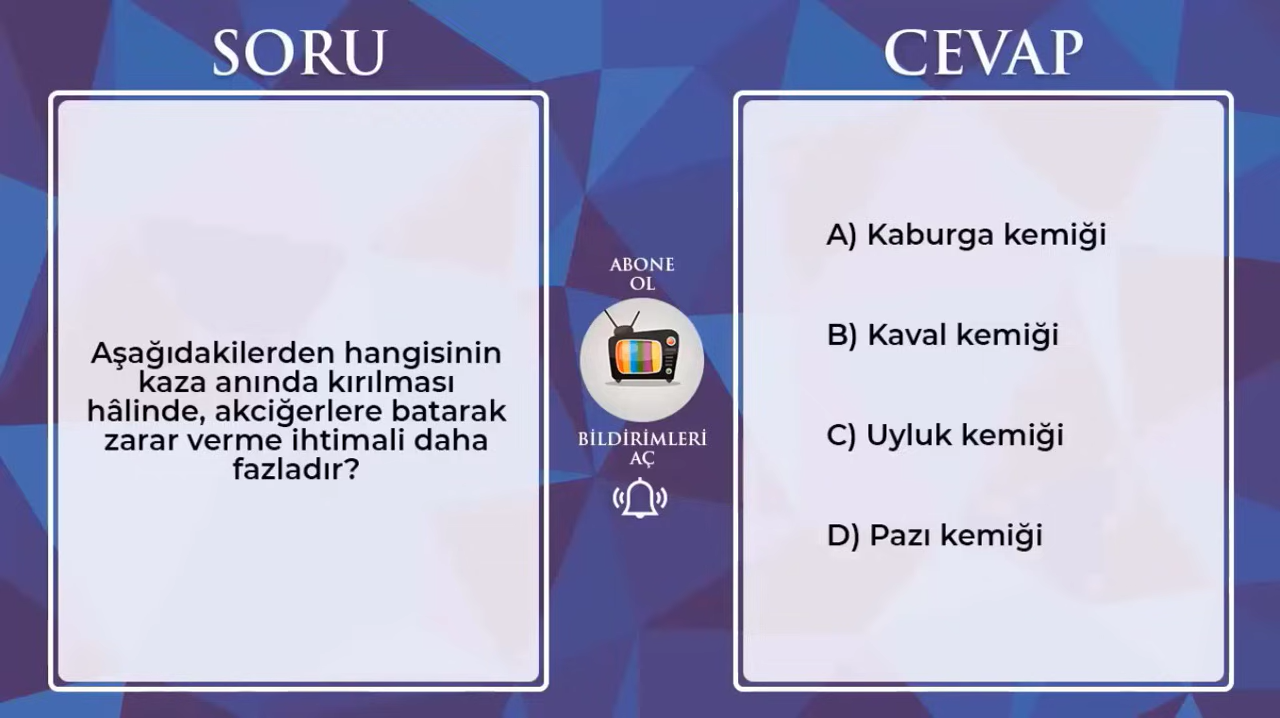 SORU
Aşağıdakilerden hangisinin
kaza anında kırılması
hâlinde, akciğerlere batarak
zarar verme ihtimali daha
fazladır?
ABONE
OL
BİLDİRİMLERİ
AÇ
CEVAP
A) Kaburga kemiği
B) Kaval kemiği
C) Uyluk kemiği
D) Pazı kemiği